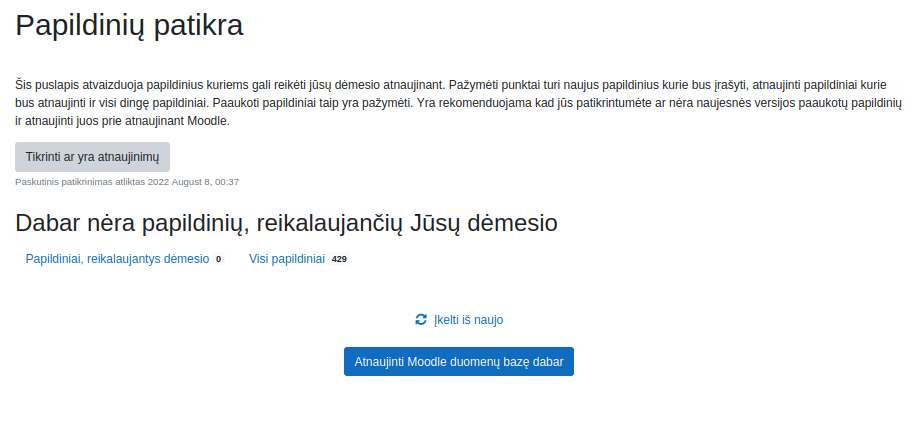 Papildinių patikra
Šis puslapis atvaizduoja papildinius kuriems gali reikėti jūsų dėmesio atnaujinant. Pažymėti punktai turi naujus papildinius kurie bus įrašyti, atnaujinti papildiniai kurie
bus atnaujinti ir visi dingę papildiniai. Paaukoti papildiniai taip yra pažymėti. Yra rekomenduojama kad jūs patikrintumėte ar nėra naujesnės versijos paaukotų papildinių
ir atnaujinti juos prie atnaujinant Moodle.
Tikrinti ar yra atnaujinimų
Paskutinis patikrinimas atliktas 2022 August 8, 00:37
Dabar nėra papildinių, reikalaujančių Jūsų dėmesio
Papildiniai, reikalaujantys dėmesio 0 Visi papildiniai 429
Įkelti iš naujo
Atnaujinti Moodle duomenų bazę dabar